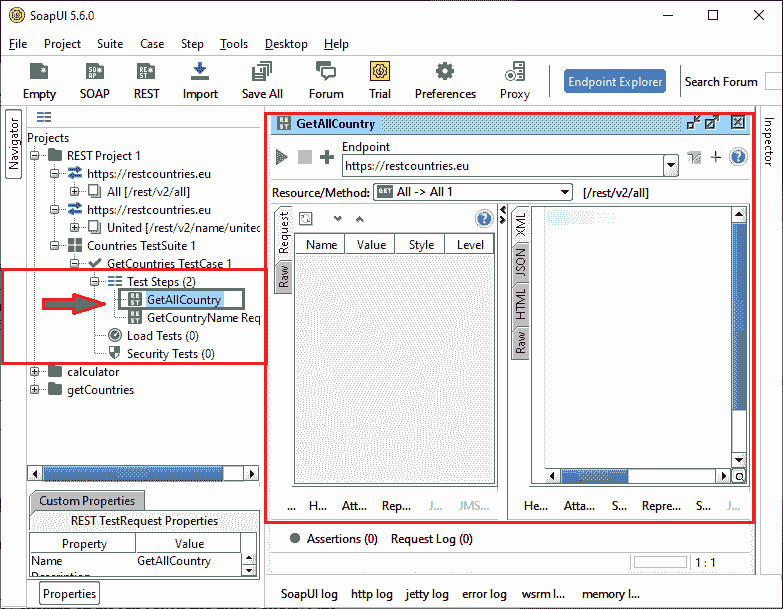 SoapUI 5.6.0
File Project Suite Case Step Tools Desktop Help
Empty SOAP REST Import Save All Forum Trial Preferences Proxy Endpoint Explorer Search Forum
Navigator
Projects
REST Project 1
https://restcountries.eu
All [/rest/v2/all]
https://restcountries.eu
United [/rest/v2/name/united
Countries TestSuite 1
GetCountries TestCase 1
Test Steps (2)
GetAllCountry
GetCountryName Req
Load Tests (0)
Security Tests (0)
calculator
getCountries
Custom Properties
REST TestRequest Properties
Property Value
Name GetAllCountry
Description
Properties
GetAllCountry
Endpoint
https://restcountries.eu
Resource/Method: GET All -> All 1 [/rest/v2/all]
Request
Raw
Name Value Style Level
... H... Att... Rep... J... JMS...
XML
JSON
HTML
Raw
He... Atta... S... Repre... S... J...
Assertions (0) Request Log (0)
1 : 1
SoapUI log http log jetty log error log wsrm l... memory l...
Inspector